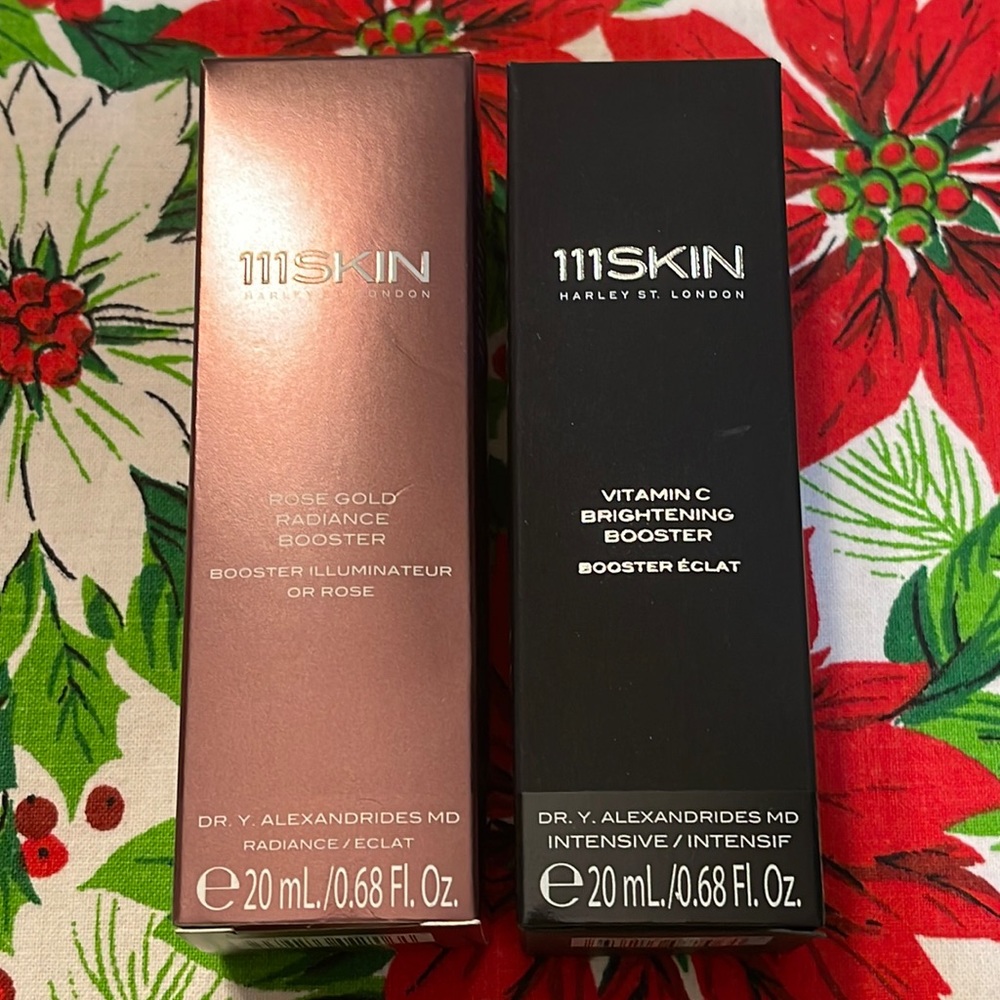 111SKIN
HARLEY ST. LONDON
ROSE GOLD
RADIANCE
BOOSTER
BOOSTER ILLUMINATEUR
OR ROSE
DR. Y. ALEXANDRIDES MD
RADIANCE / ECLAT
e 20 mL./0.68 Fl. Oz.
111SKIN
HARLEY ST. LONDON
VITAMIN C
BRIGHTENING
BOOSTER
BOOSTER ÉCLAT
DR. Y. ALEXANDRIDES MD
INTENSIVE / INTENSIF
e 20 mL./0.68 Fl. Oz.